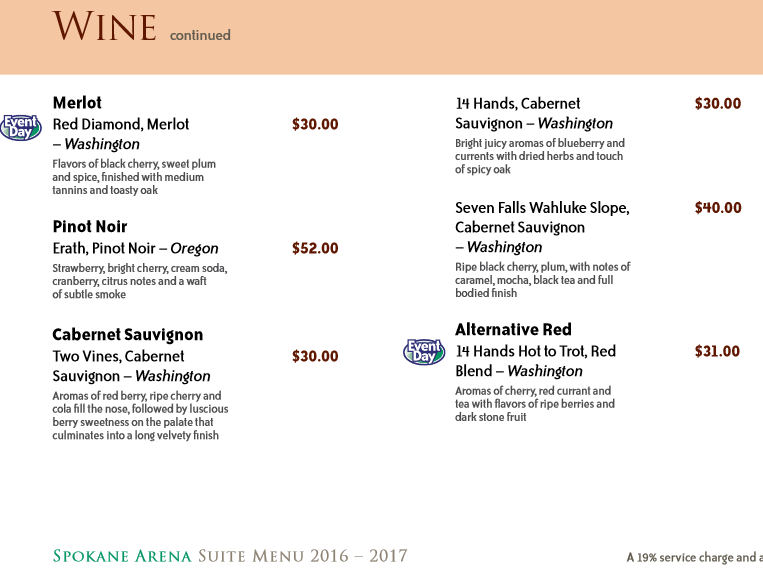 WINE continued
Merlot
Event
Day
Red Diamond, Merlot $30.00
– Washington
Flavors of black cherry, sweet plum
and spice, finished with medium
tannins and toasty oak
Pinot Noir
Erath, Pinot Noir – Oregon $52.00
Strawberry, bright cherry, cream soda,
cranberry, citrus notes and a waft
of subtle smoke
Cabernet Sauvignon
Two Vines, Cabernet $30.00
Sauvignon – Washington
Aromas of red berry, ripe cherry and
cola fill the nose, followed by luscious
berry sweetness on the palate that
culminates into a long velvety finish
14 Hands, Cabernet $30.00
Sauvignon – Washington
Bright juicy aromas of blueberry and
currents with dried herbs and touch
of spicy oak
Seven Falls Wahluke Slope, $40.00
Cabernet Sauvignon
– Washington
Ripe black cherry, plum, with notes of
caramel, mocha, black tea and full
bodied finish
Alternative Red
Event
Day
14 Hands Hot to Trot, Red $31.00
Blend – Washington
Aromas of cherry, red currant and
tea with flavors of ripe berries and
dark stone fruit
SPOKANE ARENA SUITE MENU 2016 – 2017
A 19% service charge and a